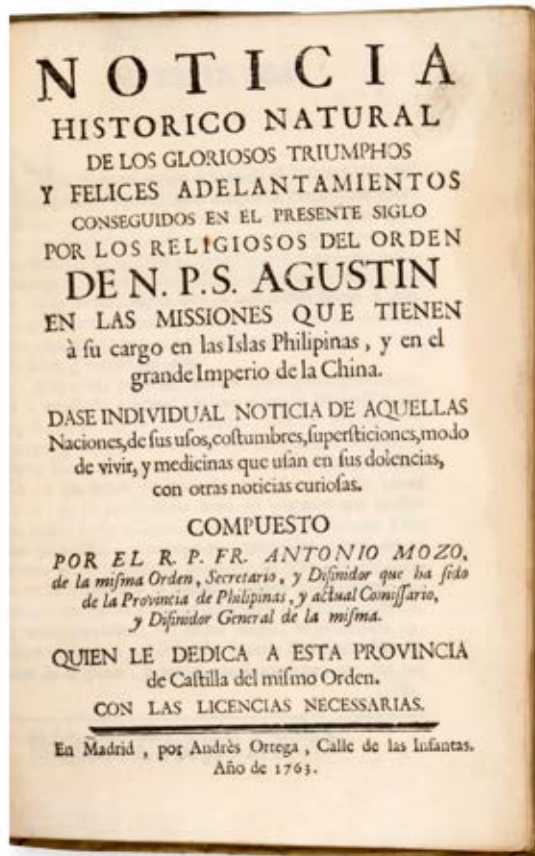 NOTICIA
HISTORICO NATURAL
DE LOS GLORIOSOS TRIUMPHOS
Y FELICES ADELANTAMIENTOS
CONSEGUIDOS EN EL PRESENTE SIGLO
POR LOS RELIGIOSOS DEL ORDEN
DE N. P. S. AGUSTIN
EN LAS MISSIONES QUE TIENEN
à ſu cargo en las Islas Philipinas, y en el
grande Imperio de la China.
DASE INDIVIDUAL NOTICIA DE AQUELLAS
Naciones, de ſus uſos, coſtumbres, ſuperſticiones, modo
de vivir, y medicinas que uſan en ſus dolencias,
con otras noticias curioſas.
COMPUESTO
POR EL R. P. FR. ANTONIO MOZO,
de la miſma Orden, Secretario, y Difinidor que ha ſido
de la Provincia de Philipinas, y actual Comiſſario,
y Difinidor General de la miſma.
QUIEN LE DEDICA A ESTA PROVINCIA
de Caſtilla del miſmo Orden.
CON LAS LICENCIAS NECESSARIAS.
En Madrid, por Andrès Ortega, Calle de las Infantas.
Año de 1763.